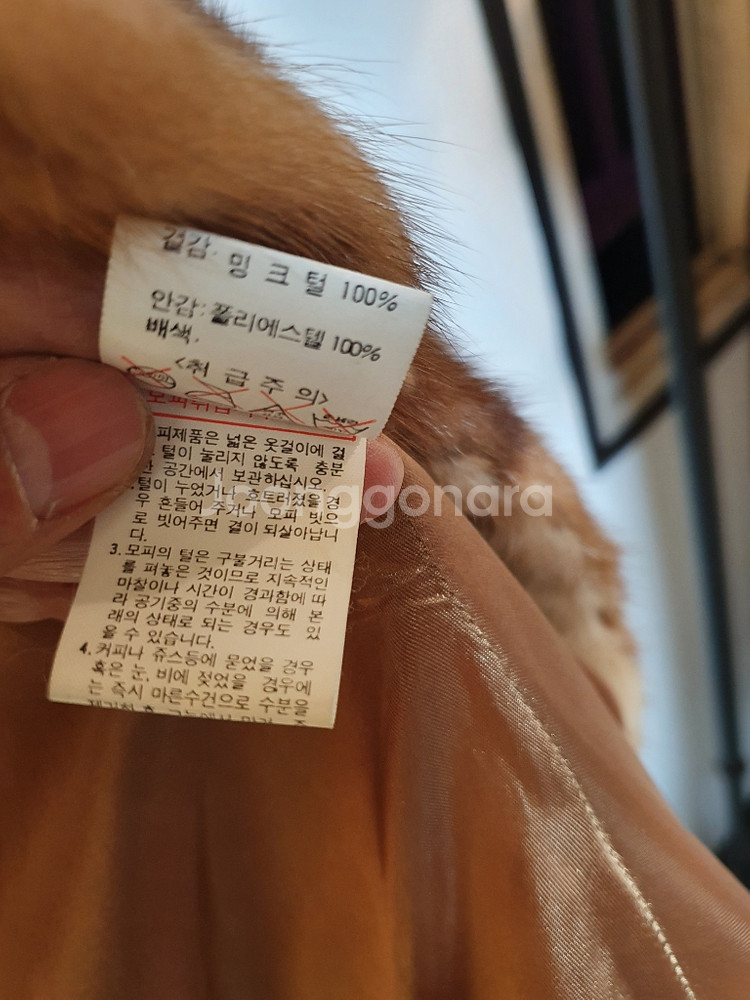 겉감: 밍 크 털 100%
안감: 폴리에스텔 100%
배색.
<취 급 주 의>
모피취급
피제품은 넓은 옷걸이에 걸
털이 눌리지 않도록 충분
한 공간에서 보관하십시오.
털이 누었거나 흐트러졌을 경
우 흔들어 주거나 모피 빗으
로 빗어주면 결이 되살아납니
다.
3. 모피의 털은 구불거리는 상태
를 펴놓은 것이므로 지속적인
마찰이나 시간이 경과함에 따
라 공기중의 수분에 의해 본
래의 상태로 되는 경우도 있
을 수 있습니다.
4. 커피나 쥬스등에 묻었을 경우
혹은 눈, 비에 젖었을 경우에
는 즉시 마른수건으로 수분을
Joonggonara